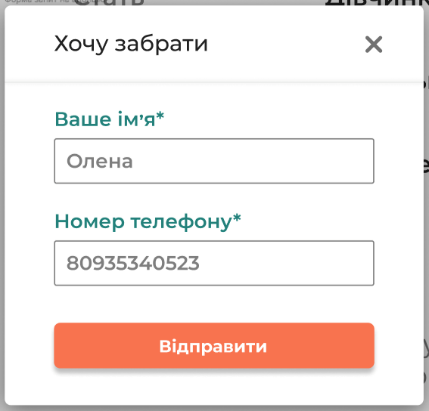 Хочу забрати
Ваше ім'я*
Олена
Номер телефону*
80935340523
Відправити